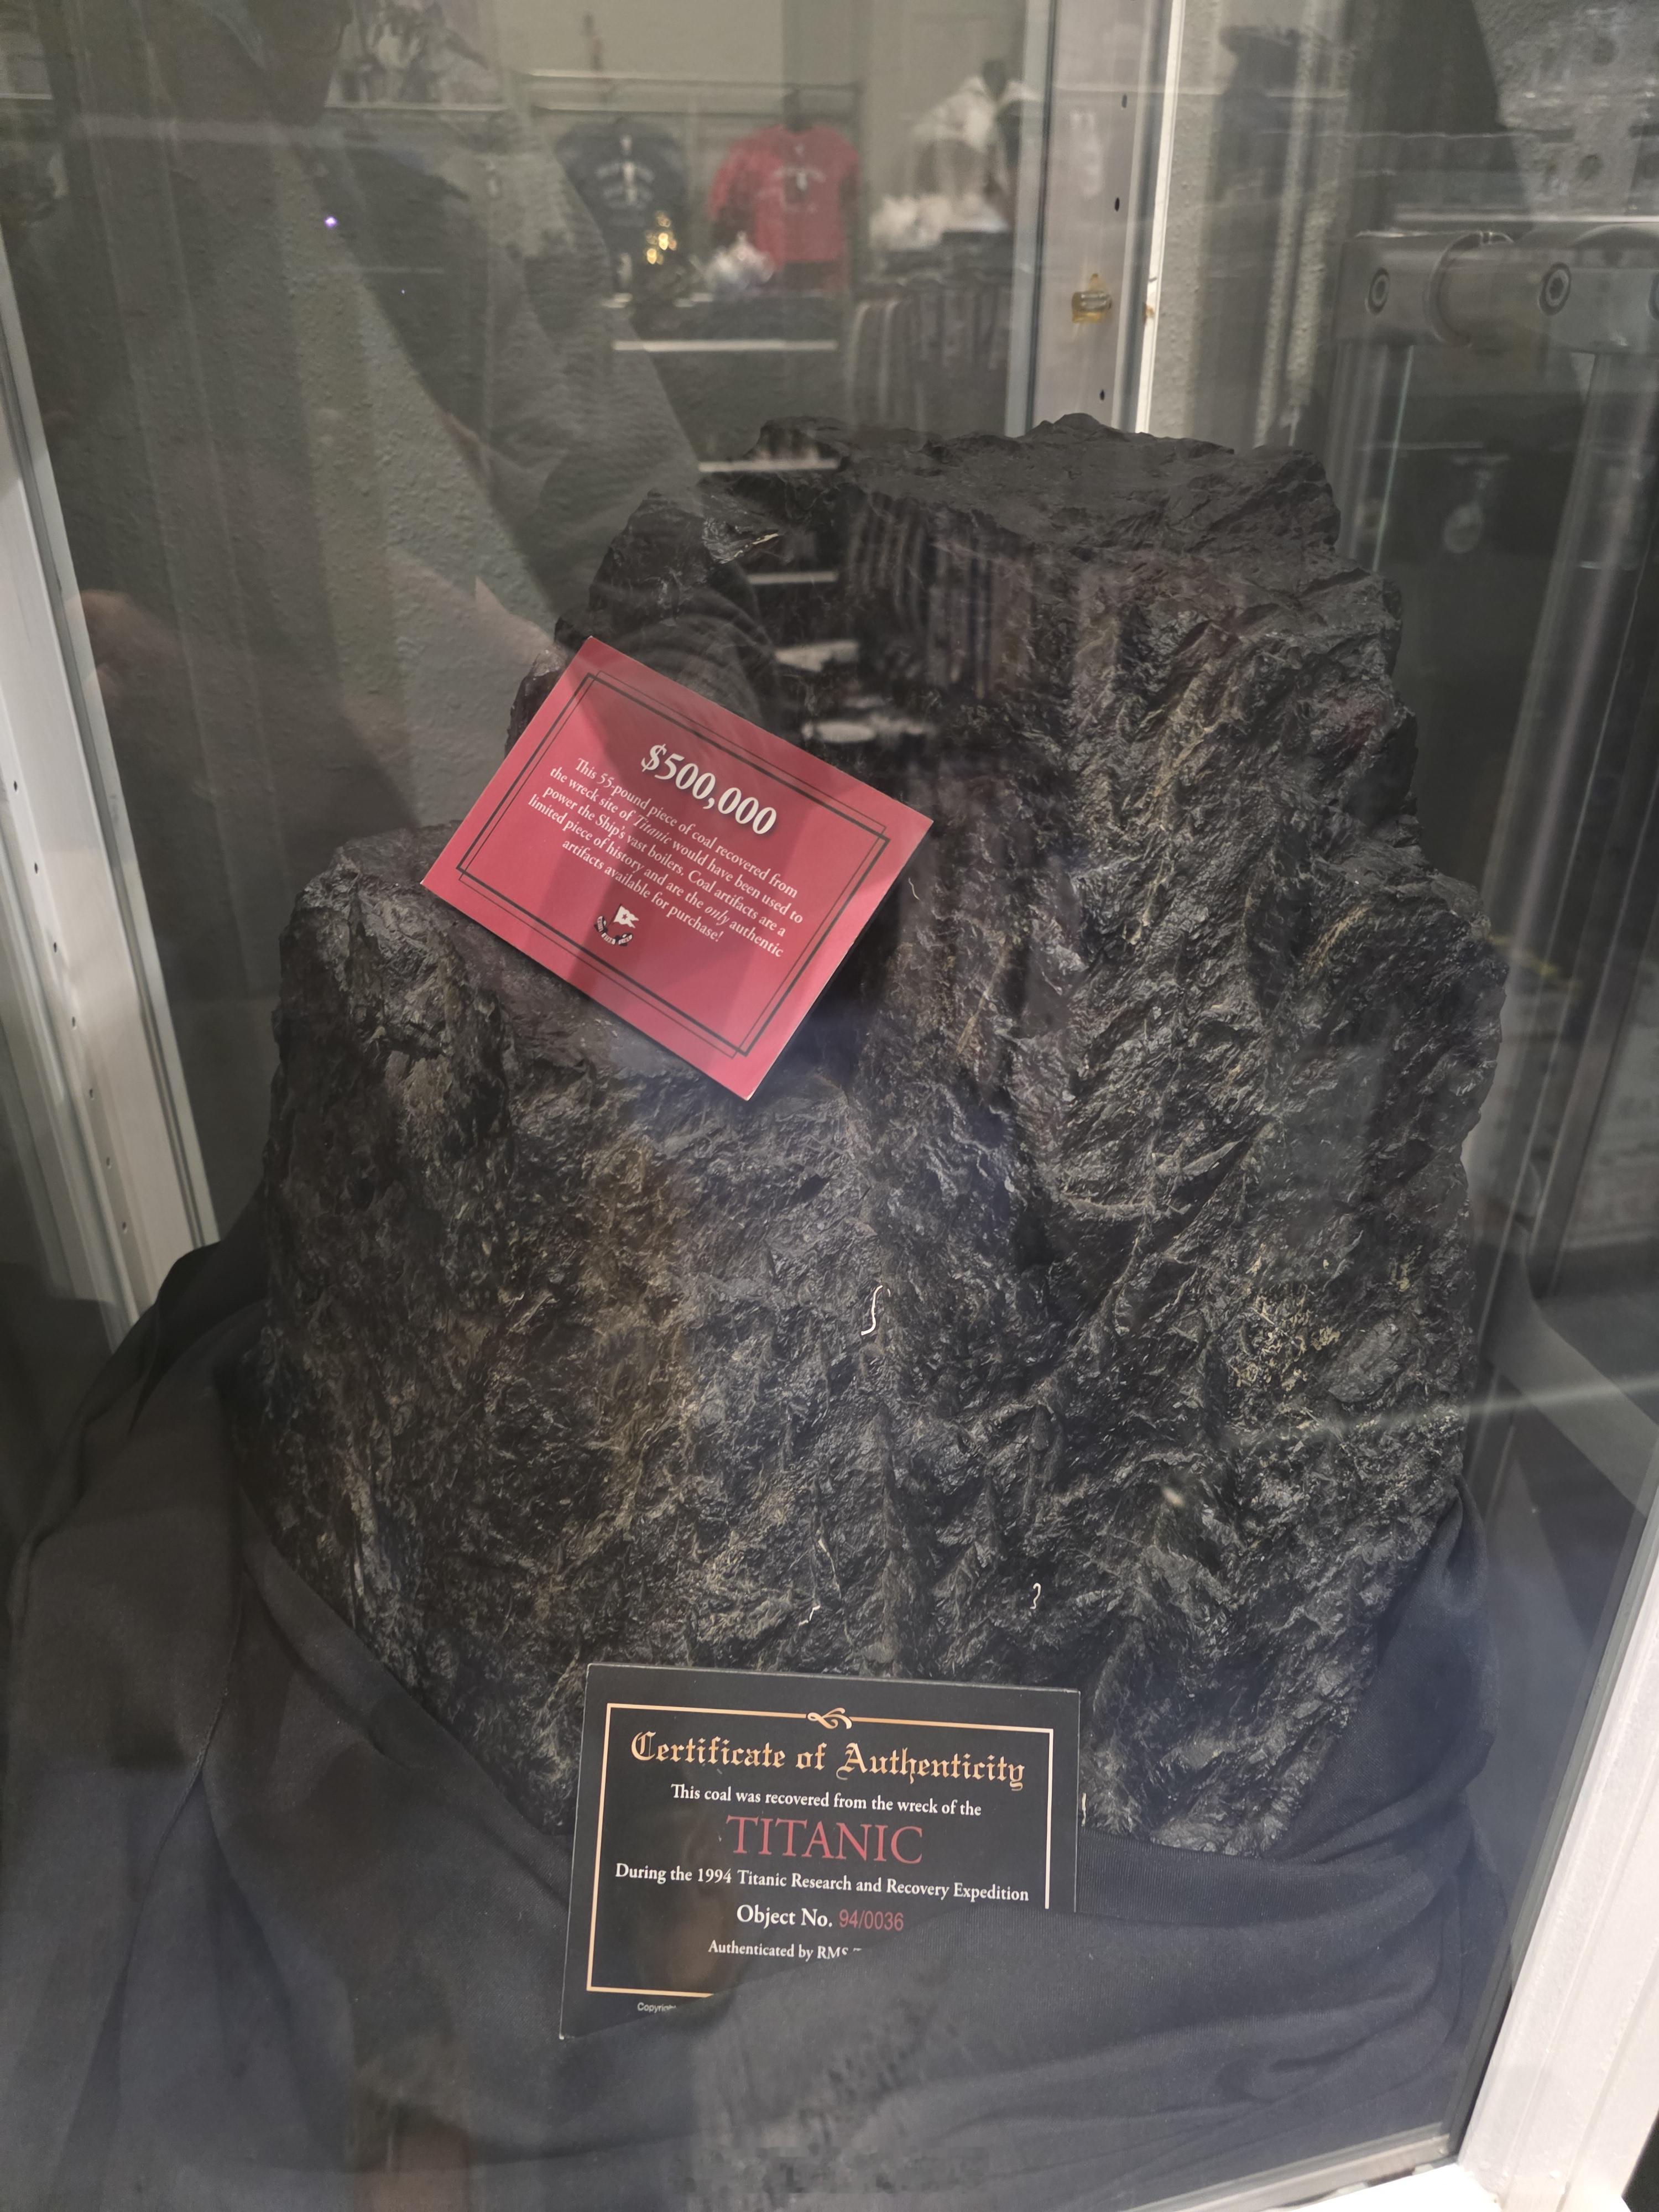 $500,000
This 55-pound piece of coal recovered from
the wreck site of Titanic would have been used to
power the Ship's vast boilers. Coal artifacts are a
limited piece of history and are the only authentic
artifacts available for purchase!
Certificate of Authenticity
This coal was recovered from the wreck of the
TITANIC
During the 1994 Titanic Research and Recovery Expedition
Object No. 94/0036
Authenticated by RMS